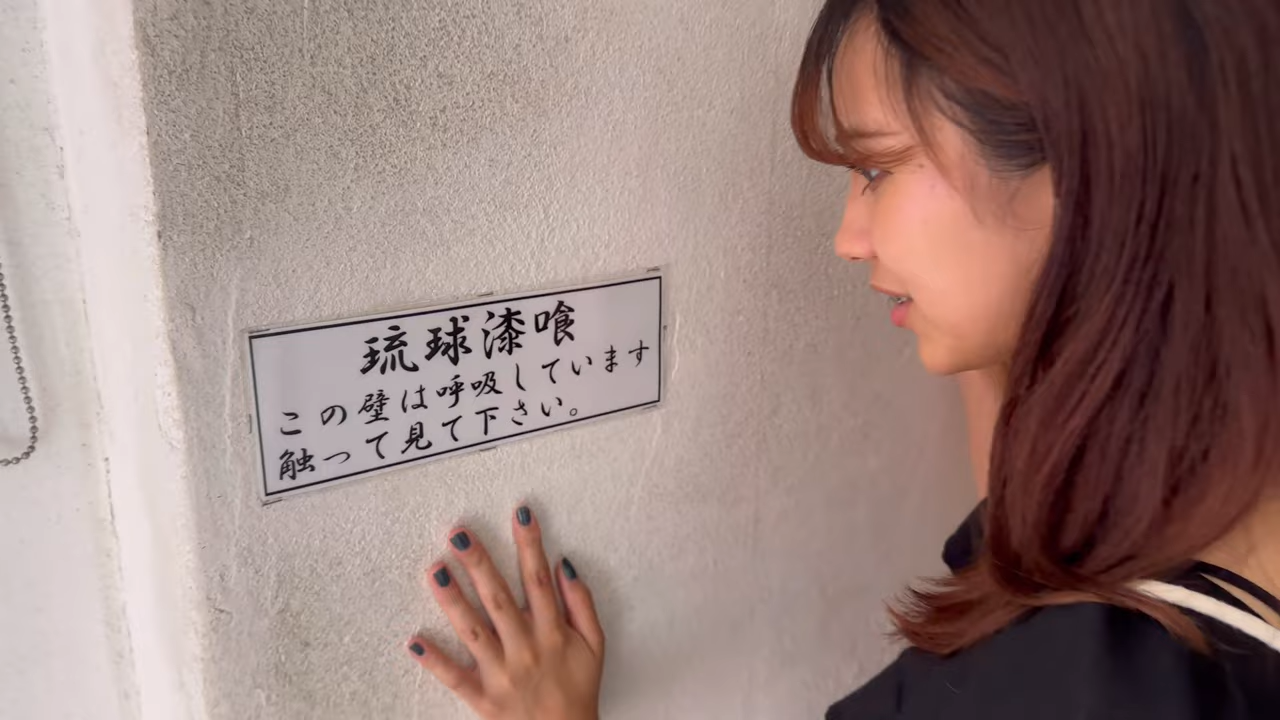 琉球漆喰
この壁は呼吸しています
触って見て下さい。